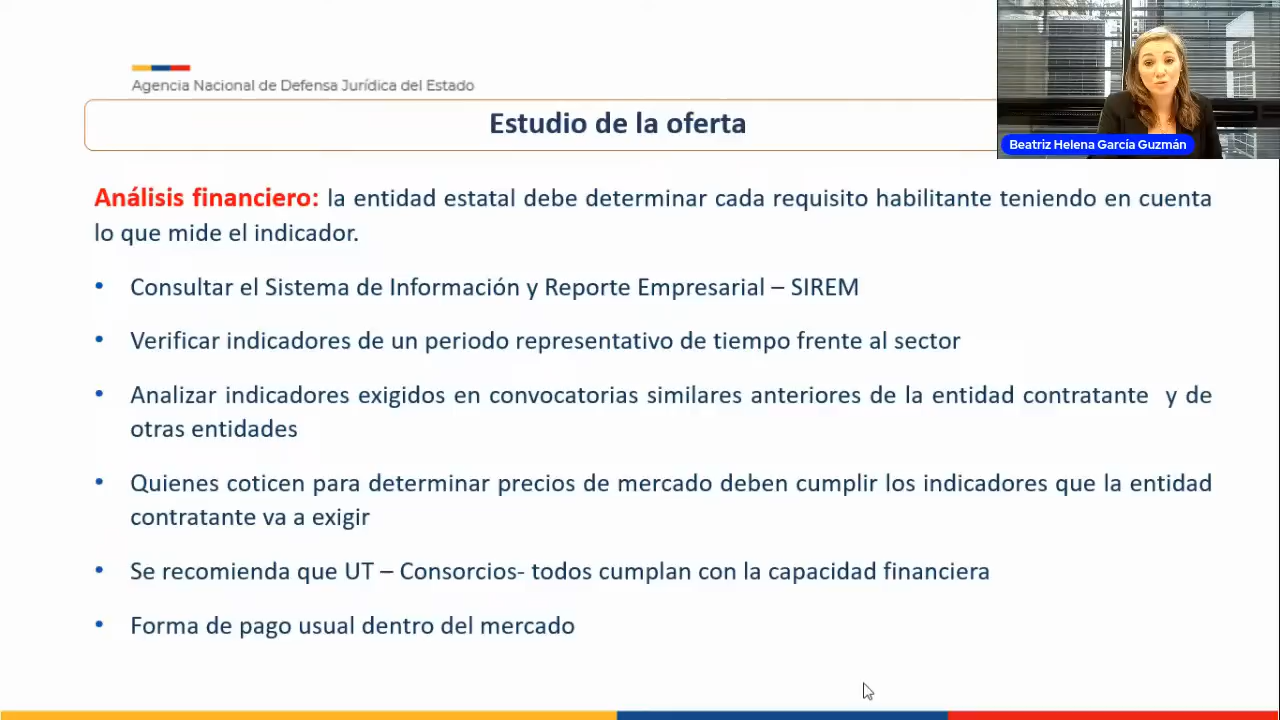 Agencia Nacional de Defensa Jurídica del Estado
Estudio de la oferta
Beatriz Helena García Guzmán
Análisis financiero: la entidad estatal debe determinar cada requisito habilitante teniendo en cuenta
lo que mide el indicador.
• Consultar el Sistema de Información y Reporte Empresarial – SIREM
• Verificar indicadores de un periodo representativo de tiempo frente al sector
• Analizar indicadores exigidos en convocatorias similares anteriores de la entidad contratante y de
otras entidades
• Quienes coticen para determinar precios de mercado deben cumplir los indicadores que la entidad
contratante va a exigir
• Se recomienda que UT – Consorcios- todos cumplan con la capacidad financiera
• Forma de pago usual dentro del mercado